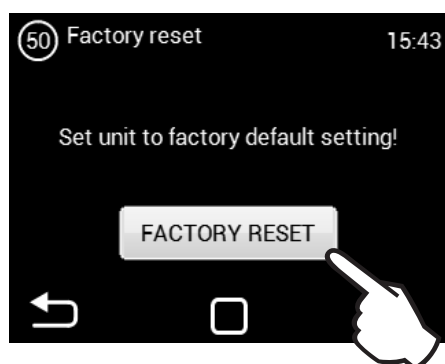 50 Factory reset 15:43
Set unit to factory default setting!
FACTORY RESET